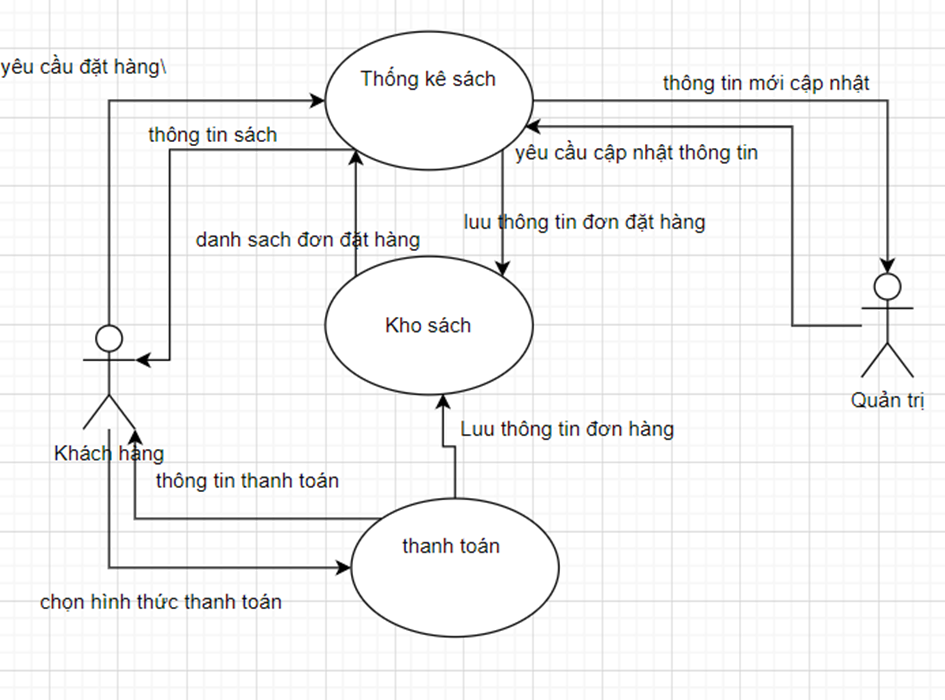 yêu cầu đặt hàng\
Thống kê sách
thông tin mới cập nhật
thông tin sách
yêu cầu cập nhật thông tin
luu thông tin đơn đặt hàng
danh sach đơn đặt hàng
Kho sách
Quản trị
Luu thông tin đơn hàng
Khách hàng
thông tin thanh toán
thanh toán
chọn hình thức thanh toán